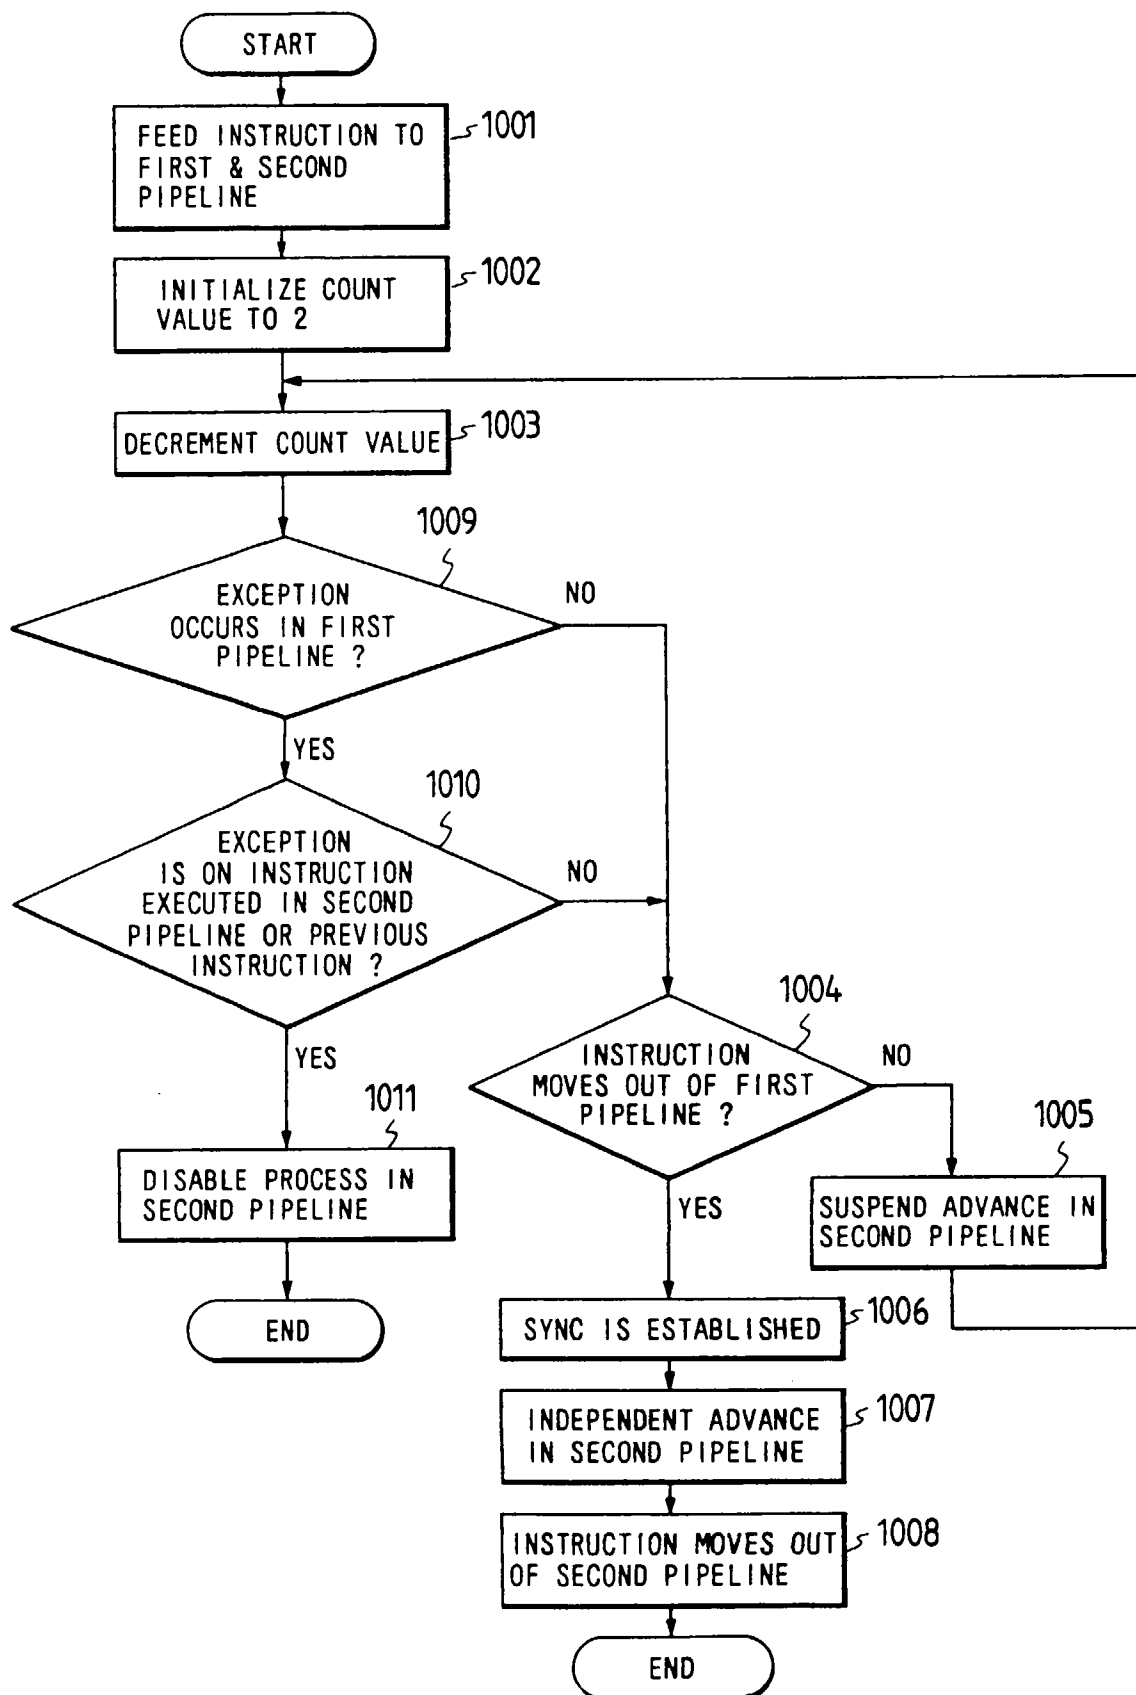 START
FEED INSTRUCTION TO
FIRST & SECOND
PIPELINE
1001
INITIALIZE COUNT
VALUE TO 2
1002
DECREMENT COUNT VALUE
1003
1009
EXCEPTION
OCCURS IN FIRST
PIPELINE ?
NO
YES
1010
EXCEPTION
IS ON INSTRUCTION
EXECUTED IN SECOND
PIPELINE OR PREVIOUS
INSTRUCTION ?
NO
YES
1011
DISABLE PROCESS IN
SECOND PIPELINE
END
1004
INSTRUCTION
MOVES OUT OF FIRST
PIPELINE ?
NO
YES
1005
SUSPEND ADVANCE IN
SECOND PIPELINE
SYNC IS ESTABLISHED
1006
INDEPENDENT ADVANCE
IN SECOND PIPELINE
1007
INSTRUCTION MOVES OUT
OF SECOND PIPELINE
1008
END